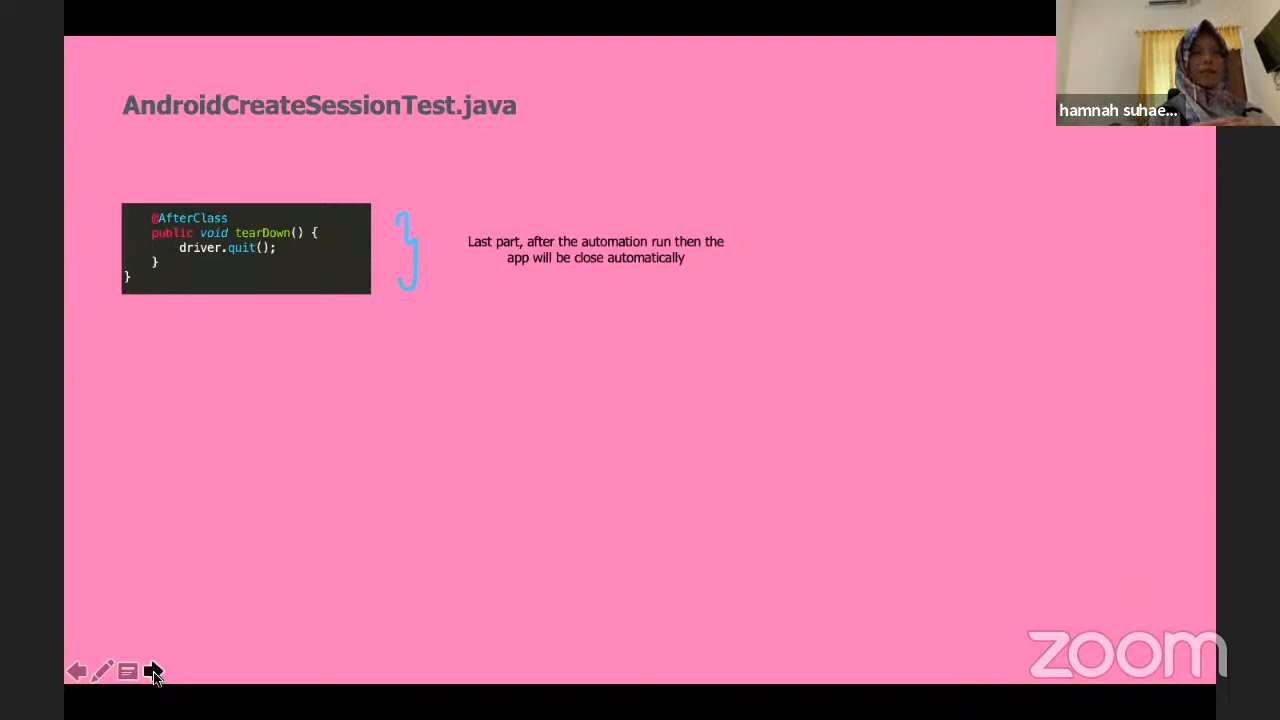 hamnah suhae...
AndroidCreateSessionTest.java
@AfterClass
public void tearDown() {
driver.quit();
}
}
Last part, after the automation run then the
app will be close automatically
zoom